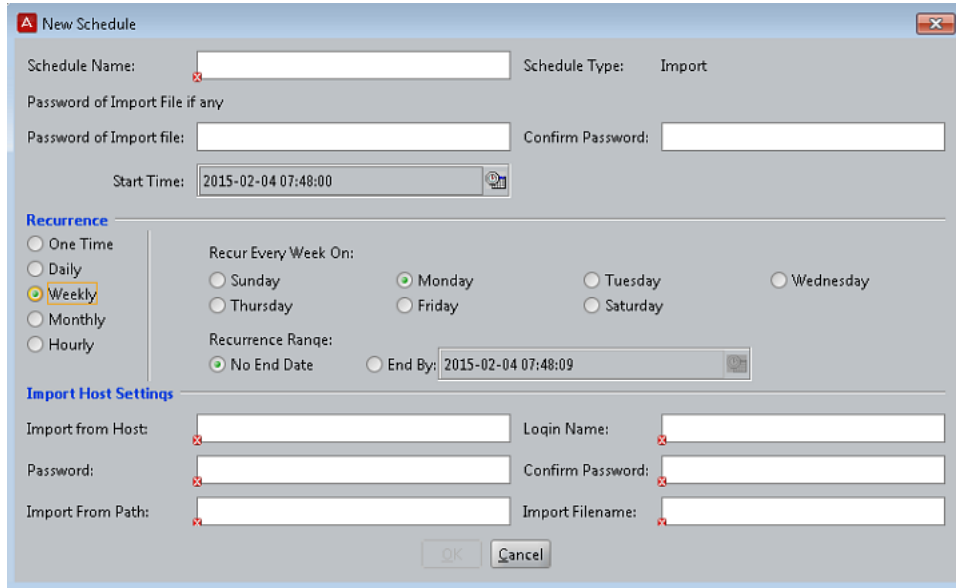 A New Schedule
Schedule Name: Schedule Type: Import
Password of Import File if any
Password of Import file: Confirm Password:
Start Time: 2015-02-04 07:48:00
Recurrence
One Time
Daily
Weekly
Monthly
Hourly
Recur Every Week On:
Sunday Monday Tuesday Wednesday
Thursday Friday Saturday
Recurrence Range:
No End Date End By: 2015-02-04 07:48:09
Import Host Settings
Import from Host: Login Name:
Password: Confirm Password:
Import From Path: Import Filename:
OK Cancel